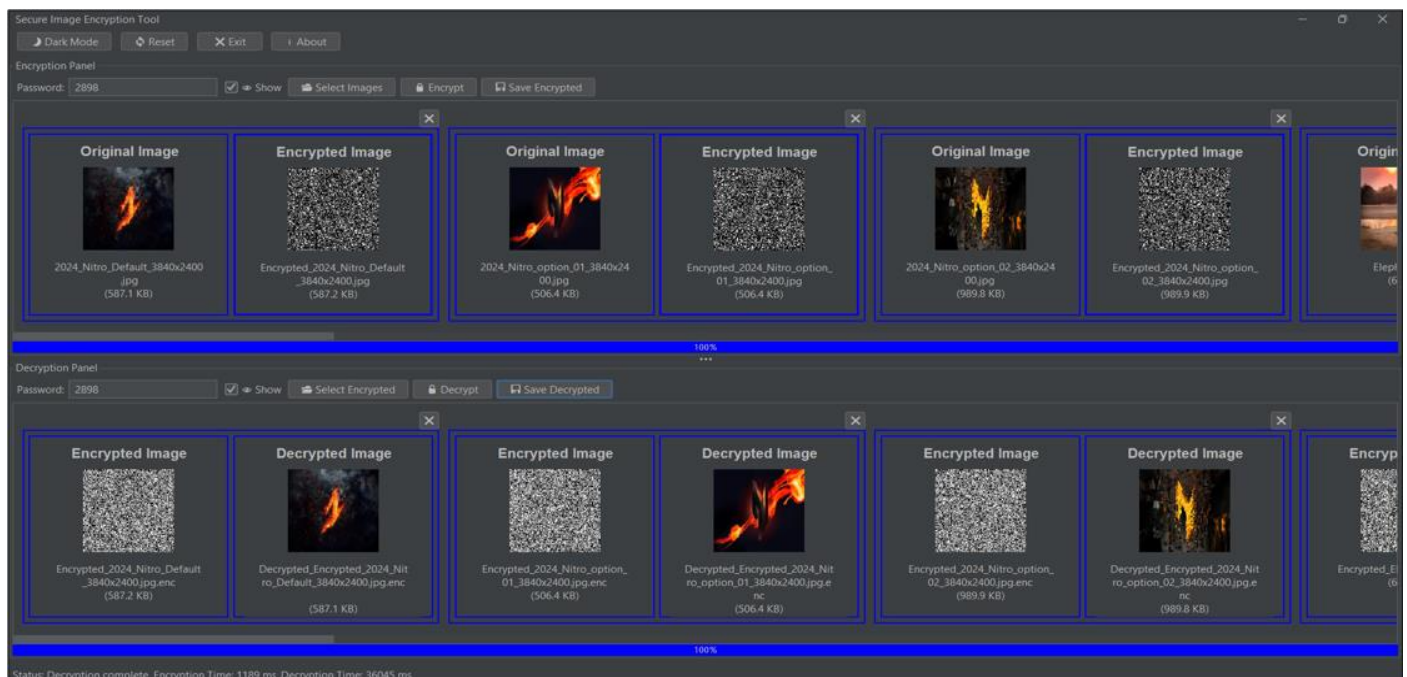 Secure Image Encryption Tool
Dark Mode Reset Exit i About
Encryption Panel
Password: 2898 Show Select Images Encrypt Save Encrypted
Original Image Encrypted Image Original Image Encrypted Image Original Image Encrypted Image Origin
2024_Nitro_Default_3840x2400 Encrypted_2024_Nitro_Default 2024_Nitro_option_01_3840x24 Encrypted_2024_Nitro_option_ 2024_Nitro_option_02_3840x24 Encrypted_2024_Nitro_option_ Elep
.jpg _3840x2400.jpg 00.jpg 01_3840x2400.jpg 00.jpg 02_3840x2400.jpg (6
(587.1 KB) (587.2 KB) (506.4 KB) (506.4 KB) (989.8 KB) (989.9 KB)
100%
Decryption Panel
Password: 2898 Show Select Encrypted Decrypt Save Decrypted
Encrypted Image Decrypted Image Encrypted Image Decrypted Image Encrypted Image Decrypted Image Encryp
Encrypted_2024_Nitro_Default Decrypted_Encrypted_2024_Nit Encrypted_2024_Nitro_option_ Decrypted_Encrypted_2024_Nit Encrypted_2024_Nitro_option_ Decrypted_Encrypted_2024_Nit Encrypted_E
_3840x2400.jpg.enc ro_Default_3840x2400.jpg.enc 01_3840x2400.jpg.enc ro_option_01_3840x2400.jpg.e 02_3840x2400.jpg.enc ro_option_02_3840x2400.jpg.e (6
(587.2 KB) (506.4 KB) nc (989.9 KB) nc
(587.1 KB) (506.4 KB) (989.8 KB)
100%
Status: Decryption complete. Encryption Time: 1189 ms, Decryption Time: 36045 ms